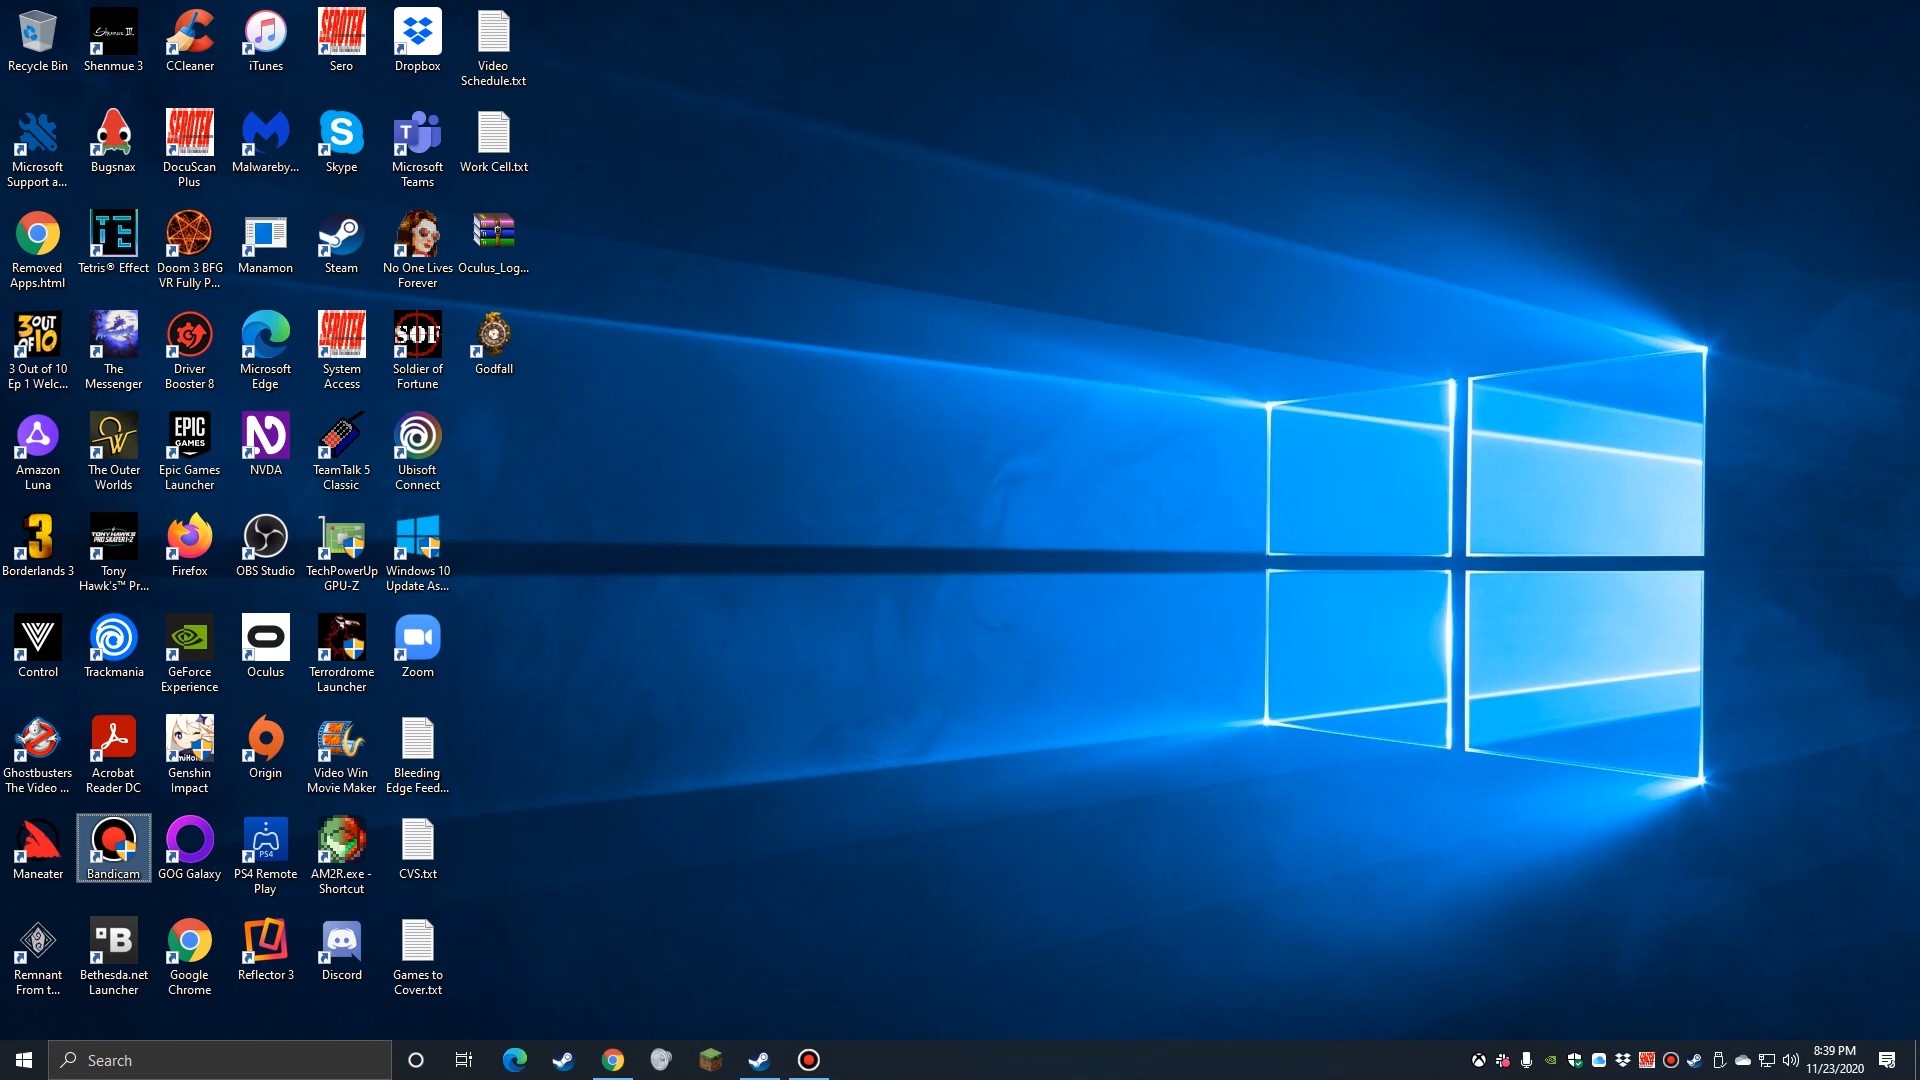 Recycle Bin
Shenmue 3
CCleaner
iTunes
Sero
Dropbox
Video
Schedule.txt
Microsoft
Support a...
Bugsnax
DocuScan
Plus
Malwareby...
Skype
Microsoft
Teams
Work Cell.txt
Removed
Apps.html
Tetris® Effect
Doom 3 BFG
VR Fully P...
Manamon
Steam
No One Lives
Forever
Oculus_Log...
3 Out of 10
Ep 1 Welc...
The
Messenger
Driver
Booster 8
Microsoft
Edge
System
Access
Soldier of
Fortune
Godfall
Amazon
Luna
The Outer
Worlds
Epic Games
Launcher
NVDA
TeamTalk 5
Classic
Ubisoft
Connect
Borderlands 3
Tony
Hawk's™ Pr...
Firefox
OBS Studio
TechPowerUp
GPU-Z
Windows 10
Update As...
Control
Trackmania
GeForce
Experience
Oculus
Terrordrome
Launcher
Zoom
Ghostbusters
The Video ...
Acrobat
Reader DC
Genshin
Impact
Origin
Video Win
Movie Maker
Bleeding
Edge Feed...
Maneater
Bandicam
GOG Galaxy
PS4 Remote
Play
AM2R.exe -
Shortcut
CVS.txt
Remnant
From t...
Bethesda.net
Launcher
Google
Chrome
Reflector 3
Discord
Games to
Cover.txt
Search
8:39 PM
11/23/2020